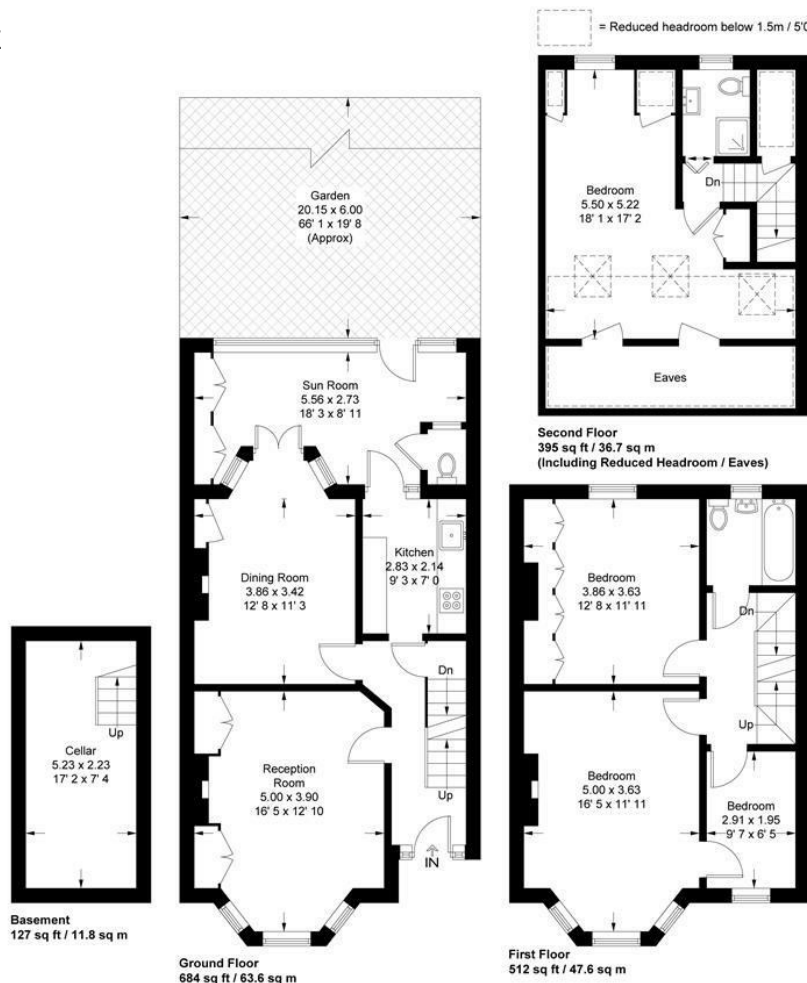 = Reduced headroom below 1.5m / 5'0
Garden
20.15 x 6.00
66' 1 x 19' 8
(Approx)
Sun Room
5.56 x 2.73
18' 3 x 8' 11
Kitchen
2.83 x 2.14
9' 3 x 7' 0
Dining Room
3.86 x 3.42
12' 8 x 11' 3
Dn
Reception
Room
5.00 x 3.90
16' 5 x 12' 10
Up
IN
Ground Floor
684 sq ft / 63.6 sq m
Up
Cellar
5.23 x 2.23
17' 2 x 7' 4
Basement
127 sq ft / 11.8 sq m
Bedroom
5.50 x 5.22
18' 1 x 17' 2
Dn
Eaves
Second Floor
395 sq ft / 36.7 sq m
(Including Reduced Headroom / Eaves)
Bedroom
3.86 x 3.63
12' 8 x 11' 11
Dn
Up
Bedroom
5.00 x 3.63
16' 5 x 11' 11
Bedroom
2.91 x 1.95
9' 7 x 6' 5
First Floor
512 sq ft / 47.6 sq m